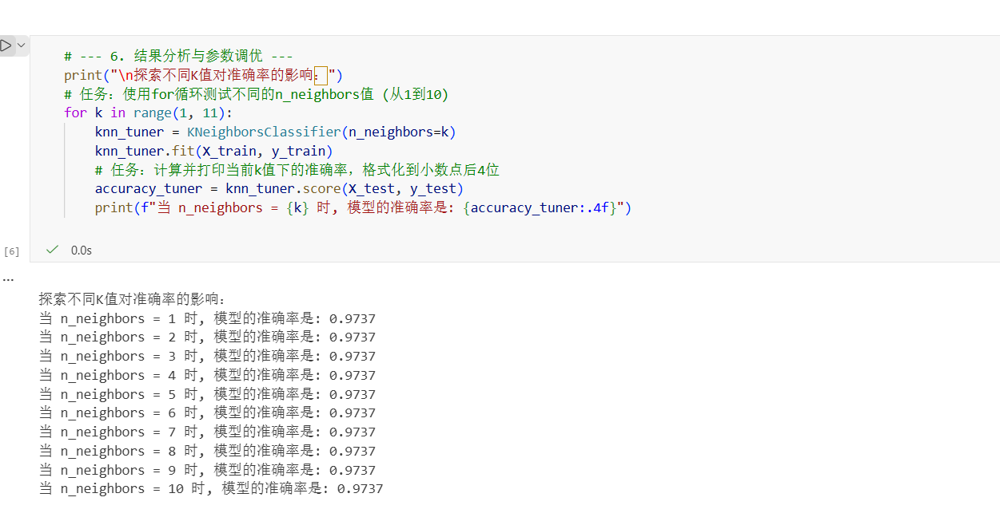 # --- 6. 结果分析与参数调优 ---
print("\n探索不同K值对准确率的影响：")
# 任务：使用for循环测试不同的n_neighbors值 (从1到10)
for k in range(1, 11):
    knn_tuner = KNeighborsClassifier(n_neighbors=k)
    knn_tuner.fit(X_train, y_train)
    # 任务：计算并打印当前k值下的准确率，格式化到小数点后4位
    accuracy_tuner = knn_tuner.score(X_test, y_test)
    print(f"当 n_neighbors = {k} 时, 模型的准确率是: {accuracy_tuner:.4f}")
[6] 0.0s
...
探索不同K值对准确率的影响：
当 n_neighbors = 1 时, 模型的准确率是: 0.9737
当 n_neighbors = 2 时, 模型的准确率是: 0.9737
当 n_neighbors = 3 时, 模型的准确率是: 0.9737
当 n_neighbors = 4 时, 模型的准确率是: 0.9737
当 n_neighbors = 5 时, 模型的准确率是: 0.9737
当 n_neighbors = 6 时, 模型的准确率是: 0.9737
当 n_neighbors = 7 时, 模型的准确率是: 0.9737
当 n_neighbors = 8 时, 模型的准确率是: 0.9737
当 n_neighbors = 9 时, 模型的准确率是: 0.9737
当 n_neighbors = 10 时, 模型的准确率是: 0.9737